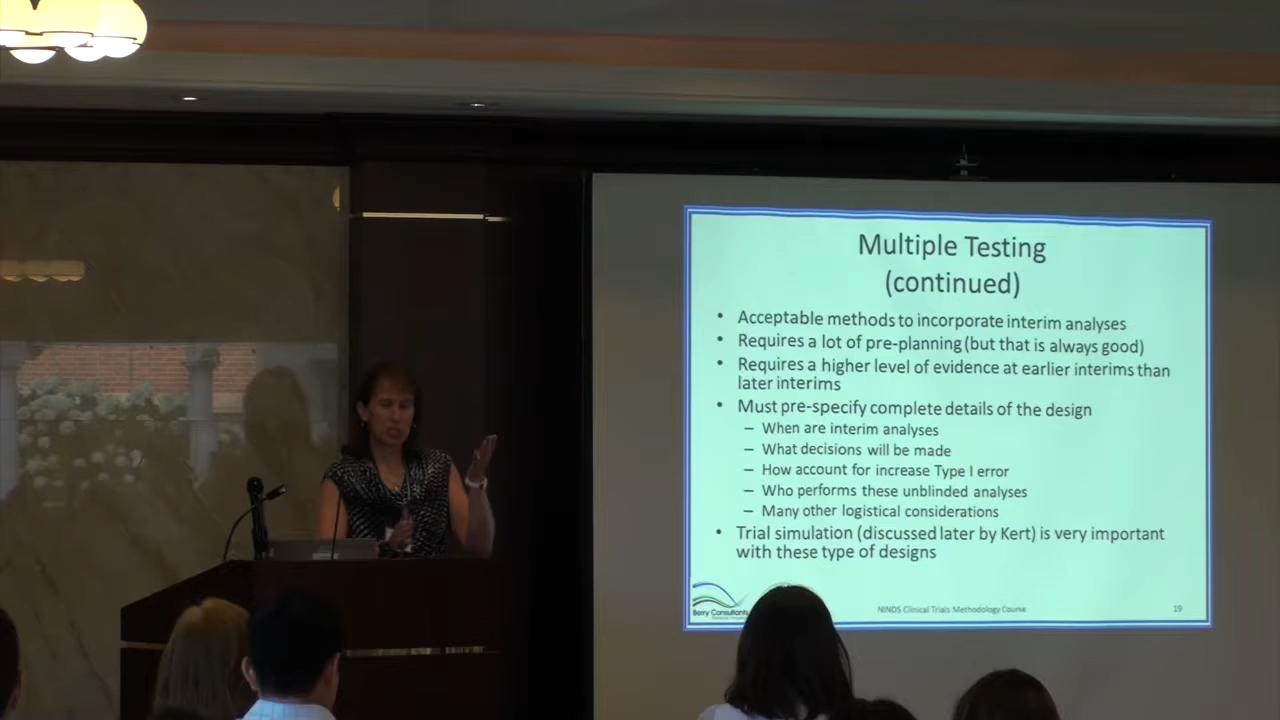 Multiple Testing
(continued)
• Acceptable methods to incorporate interim analyses
• Requires a lot of pre-planning (but that is always good)
• Requires a higher level of evidence at earlier interims than
later interims
• Must pre-specify complete details of the design
– When are interim analyses
– What decisions will be made
– How account for increase Type I error
– Who performs these unblinded analyses
– Many other logistical considerations
• Trial simulation (discussed later by Kert) is very important
with these type of designs
Berry Consultants
NINDS Clinical Trials Methodology Course
19